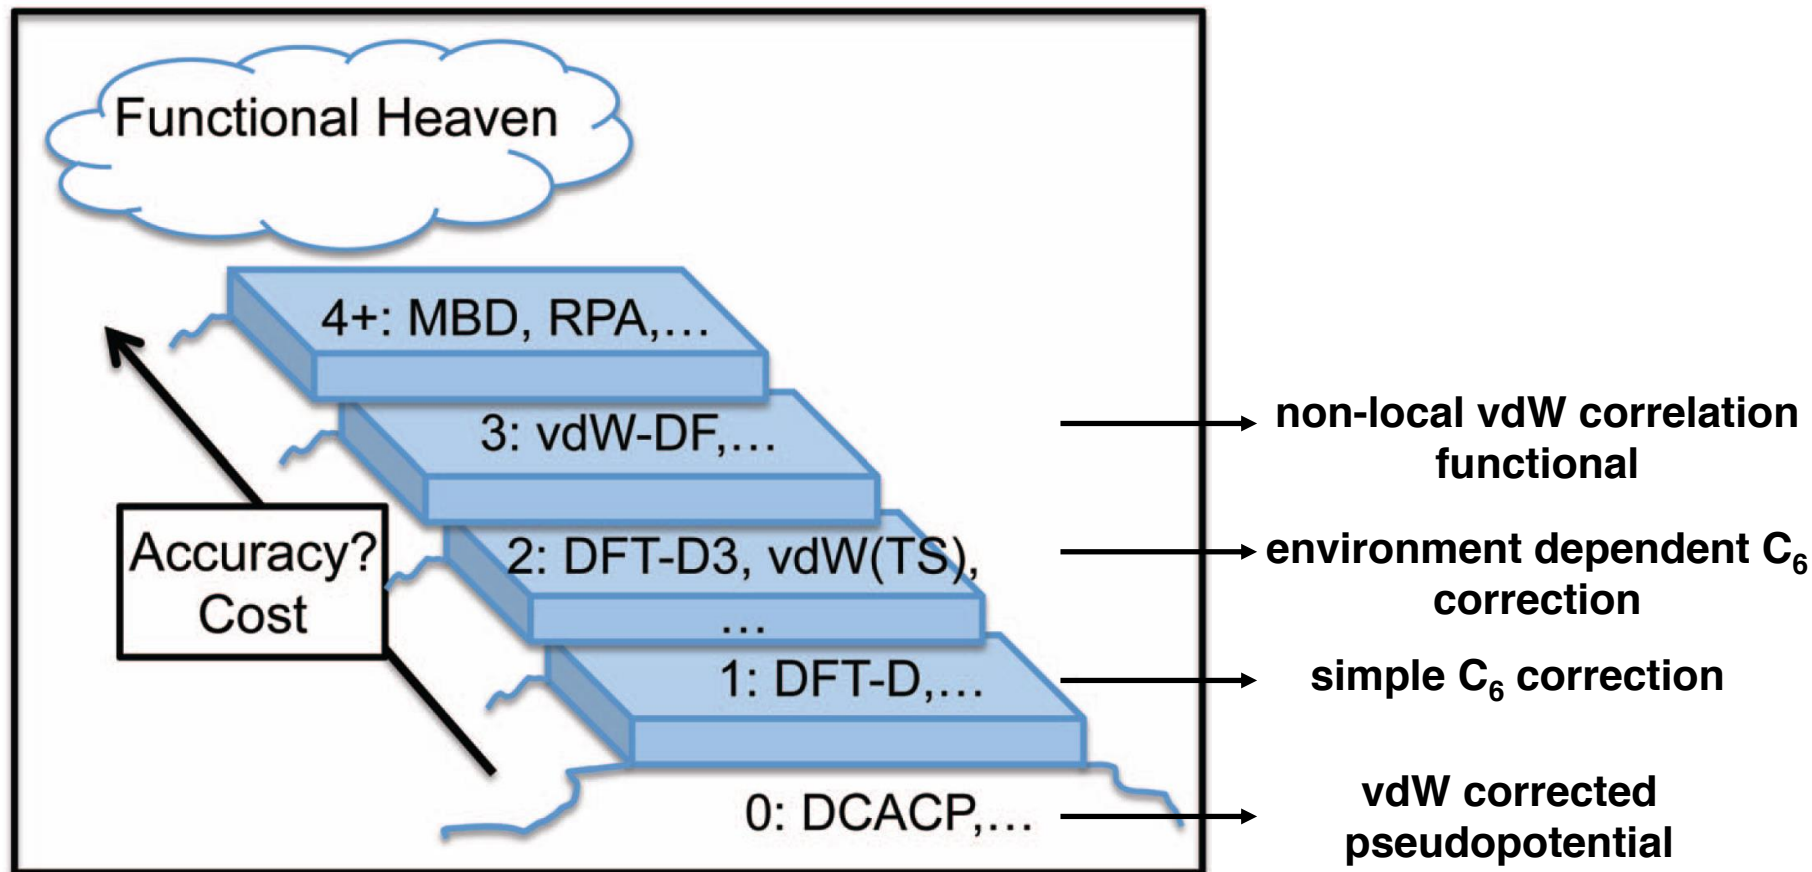 Functional Heaven
4+: MBD, RPA,...
3: vdW-DF,...
non-local vdW correlation
functional
Accuracy?
Cost
2: DFT-D3, vdW(TS),
...
environment dependent C₆
correction
1: DFT-D,...
simple C₆ correction
0: DCACP,...
vdW corrected
pseudopotential